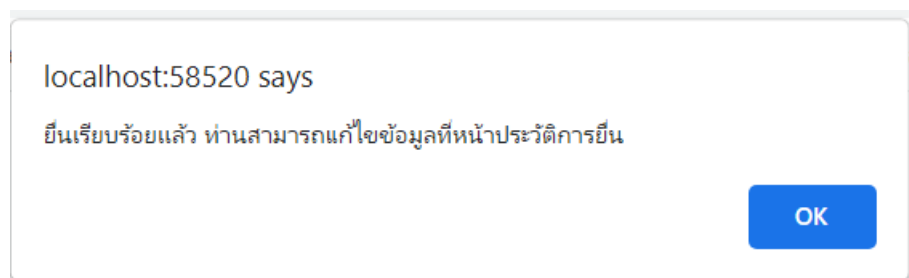 localhost:58520 says
ยื่นเรียบร้อยแล้ว ท่านสามารถแก้ไขข้อมูลที่หน้าประวัติการยื่น
OK